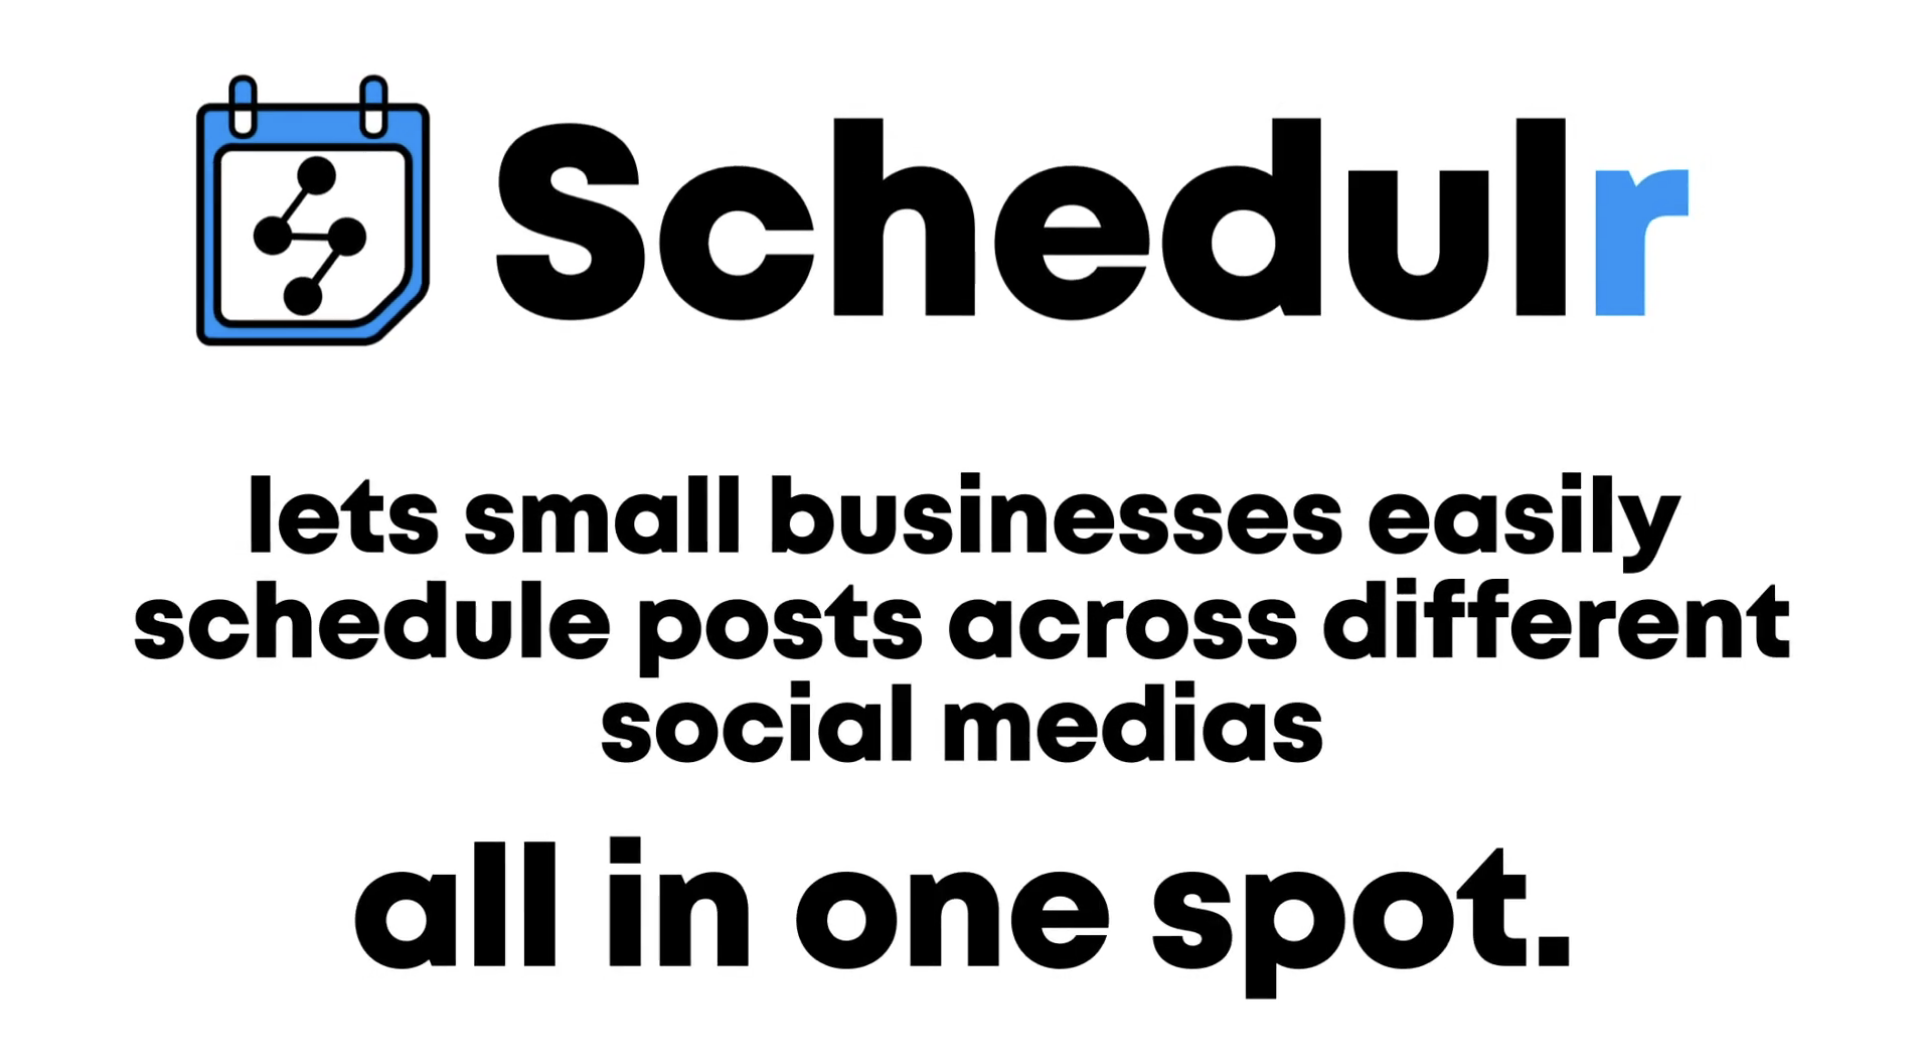 Schedulr
lets small businesses easily
schedule posts across different
social medias
all in one spot.